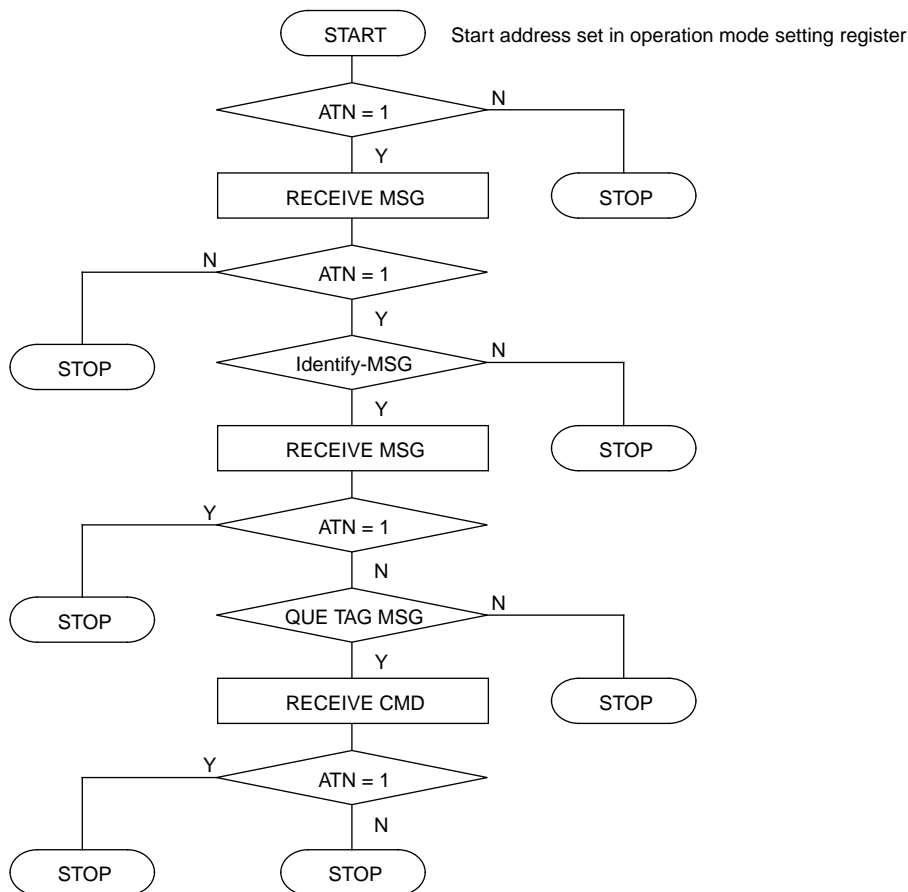 START
Start address set in operation mode setting register
ATN = 1
N
Y
RECEIVE MSG
STOP
N
ATN = 1
Y
STOP
Identify-MSG
N
Y
RECEIVE MSG
STOP
Y
ATN = 1
N
STOP
QUE TAG MSG
N
Y
RECEIVE CMD
STOP
Y
ATN = 1
N
STOP
STOP